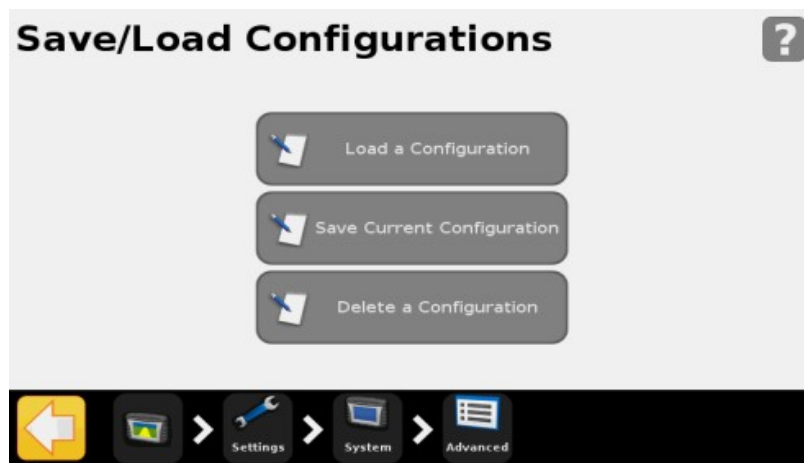 Save/Load Configurations
?
Load a Configuration
Save Current Configuration
Delete a Configuration
Settings
System
Advanced